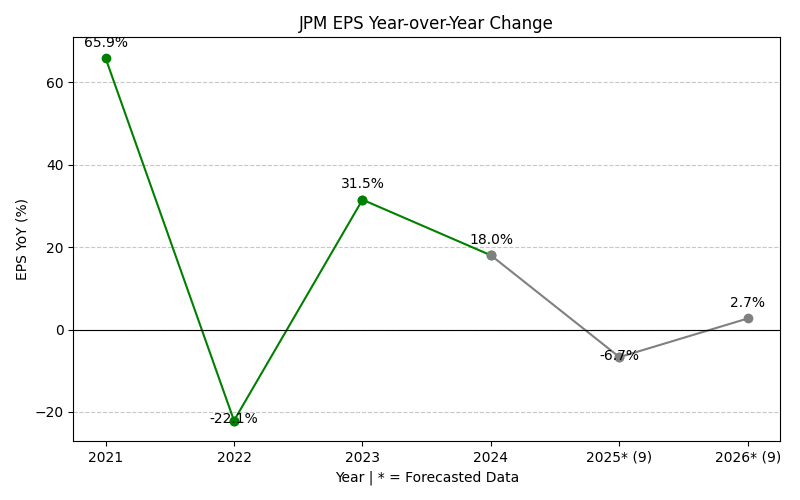 JPM EPS Year-over-Year Change
65.9%
60
40
31.5%
20
18.0%
2.7%
0
-6.7%
−20
-22.1%
EPS YoY (%)
2021 2022 2023 2024 2025* (9) 2026* (9)
Year | * = Forecasted Data